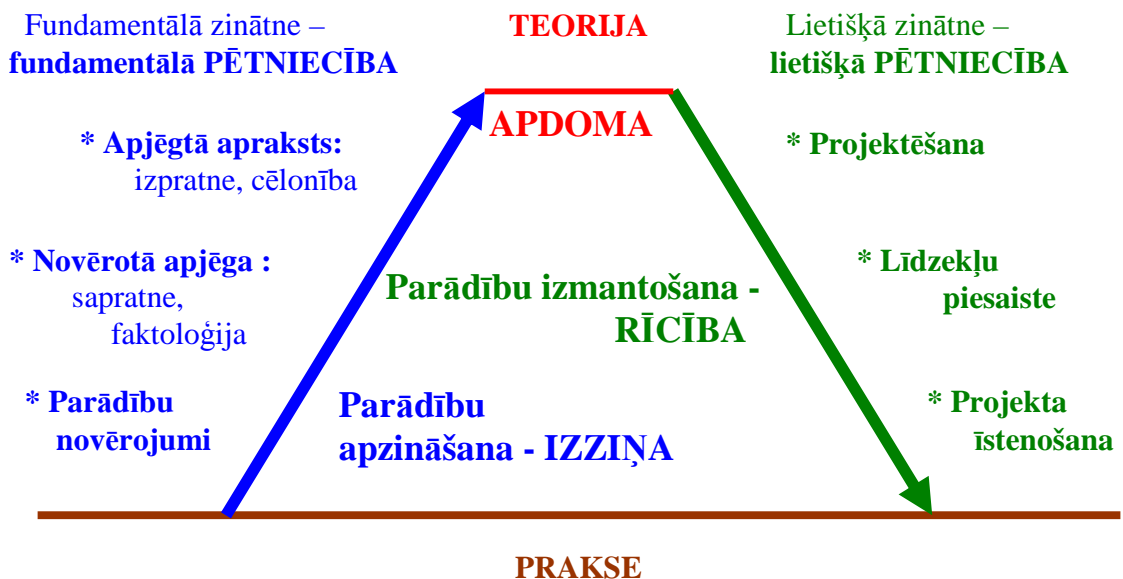 Fundamentālā zinātne –
fundamentālā PĒTNIECĪBA
TEORIJA
Lietišķā zinātne –
lietišķā PĒTNIECĪBA
APDOMA
* Apjēgtā apraksts:
izpratne, cēlonība
* Novērotā apjēga :
sapratne,
faktoloģija
* Parādību
novērojumi
Parādību izmantošana -
RĪCĪBA
Parādību
apzināšana - IZZIŅA
* Projektēšana
* Līdzekļu
piesaiste
* Projekta
īstenošana
PRAKSE